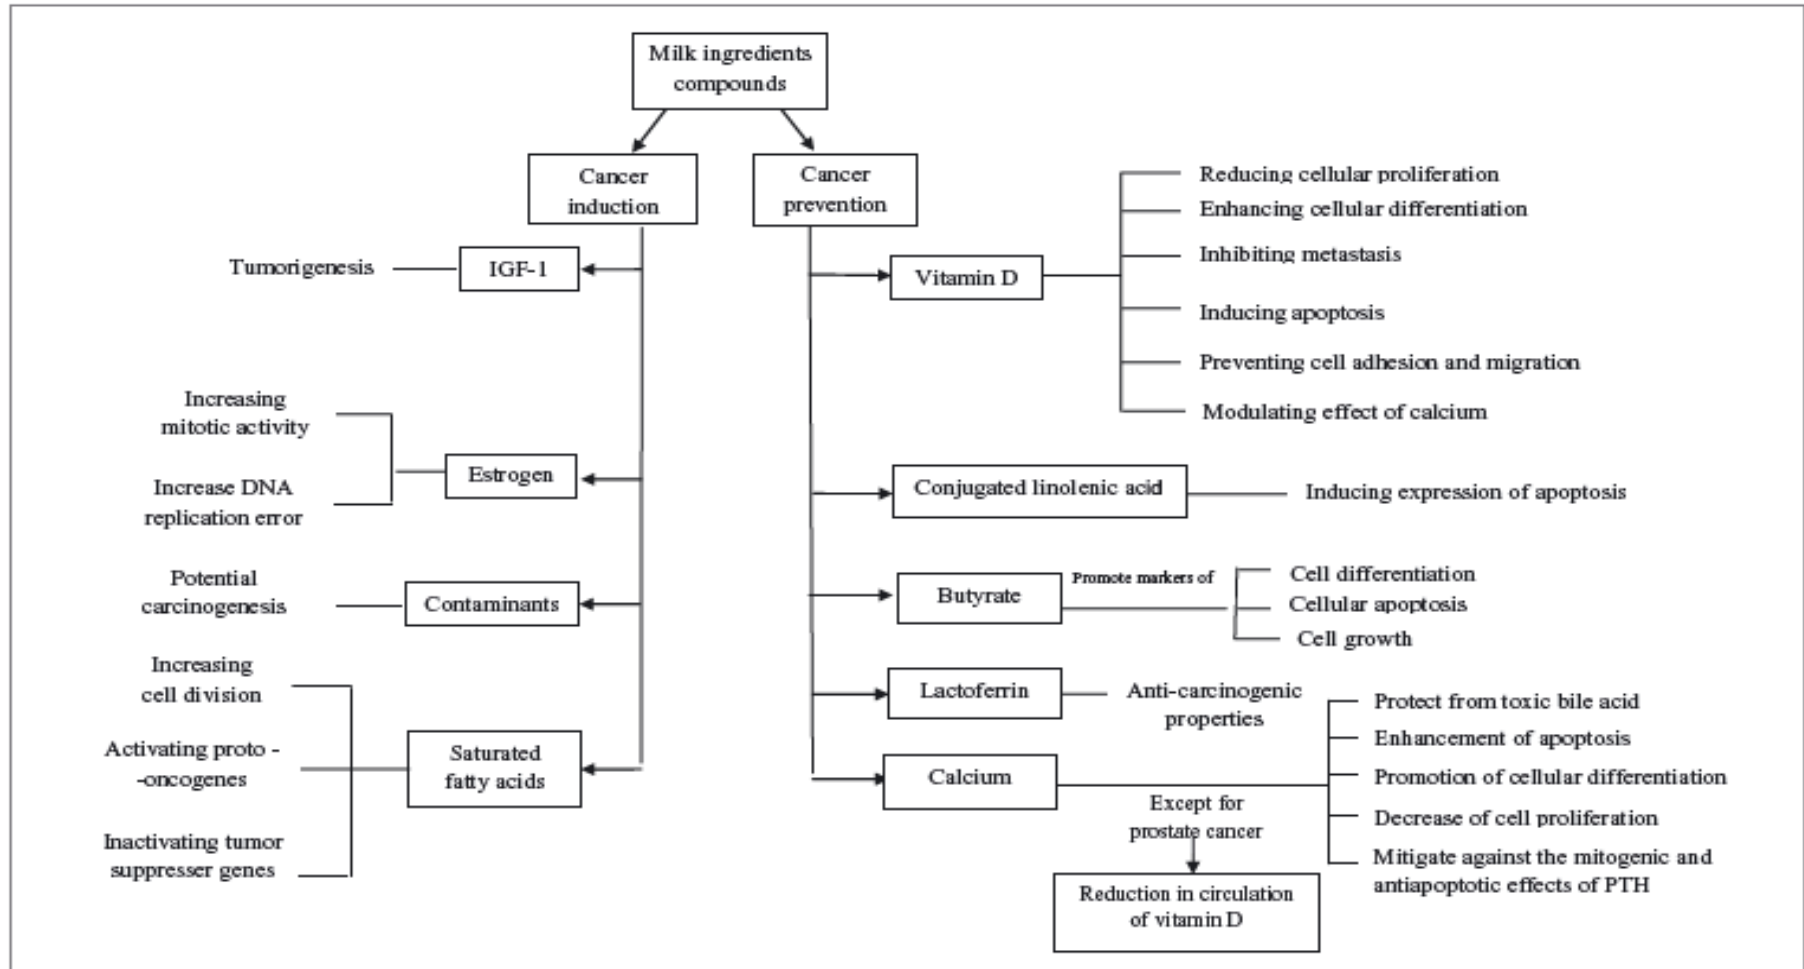 Milk ingredients
compounds
Cancer
induction
Cancer
prevention
Tumorigenesis
IGF-1
Increasing
mitotic activity
Increase DNA
replication error
Estrogen
Potential
carcinogenesis
Contaminants
Increasing
cell division
Activating proto -
-oncogenes
Inactivating tumor
suppresser genes
Saturated
fatty acids
Vitamin D
Reducing cellular proliferation
Enhancing cellular differentiation
Inhibiting metastasis
Inducing apoptosis
Preventing cell adhesion and migration
Modulating effect of calcium
Conjugated linolenic acid
Inducing expression of apoptosis
Butyrate
Promote markers of
Cell differentiation
Cellular apoptosis
Cell growth
Lactoferrin
Anti-carcinogenic
properties
Calcium
Except for
prostate cancer
Reduction in circulation
of vitamin D
Protect from toxic bile acid
Enhancement of apoptosis
Promotion of cellular differentiation
Decrease of cell proliferation
Mitigate against the mitogenic and
antiapoptotic effects of PTH